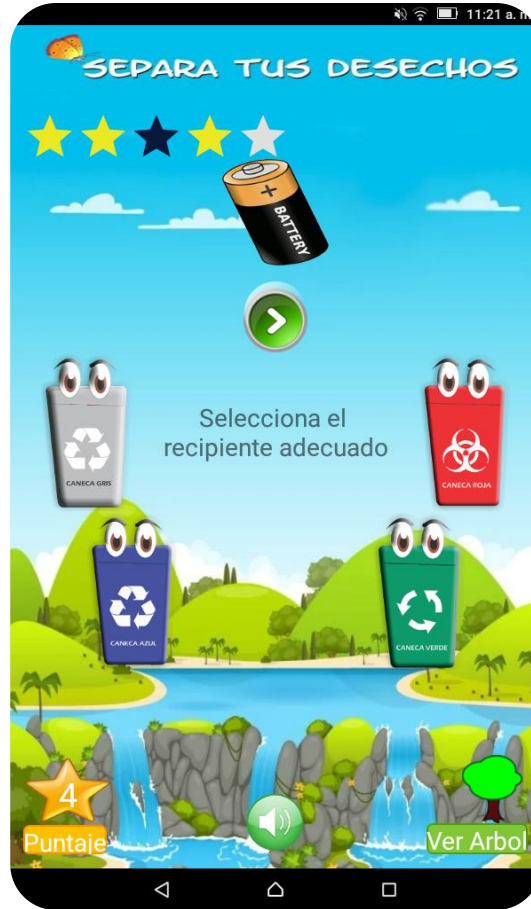 11:21 a. m
SEPARA TUS DESECHOS
BATTERY
Selecciona el
recipiente adecuado
CANECA GRIS
CANECA ROJA
CANECA AZUL
CANECA VERDE
4
Puntaje
Ver Arbol